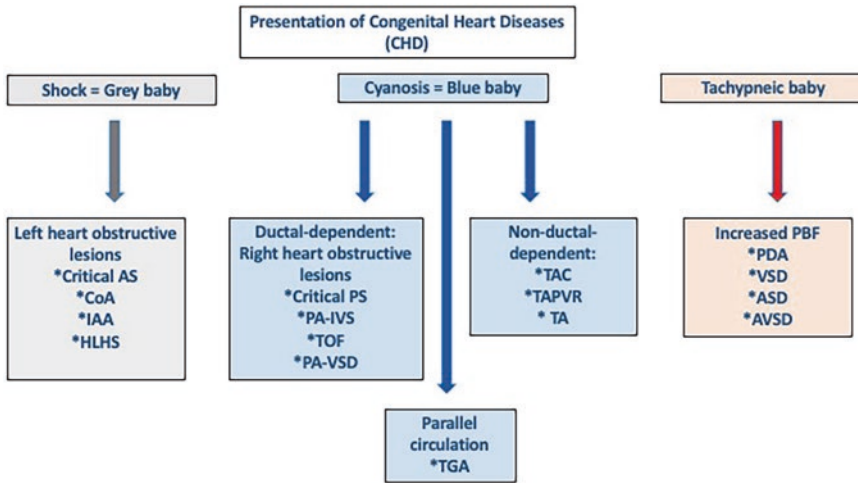 Presentation of Congenital Heart Diseases
(CHD)
Shock = Grey baby
Cyanosis = Blue baby
Tachypneic baby
Left heart obstructive
lesions
*Critical AS
*CoA
*IAA
*HLHS
Ductal-dependent:
Right heart obstructive
lesions
*Critical PS
*PA-IVS
*TOF
*PA-VSD
Non-ductal-
dependent:
*TAC
*TAPVR
* TA
Increased PBF
*PDA
*VSD
*ASD
*AVSD
Parallel
circulation
*TGA